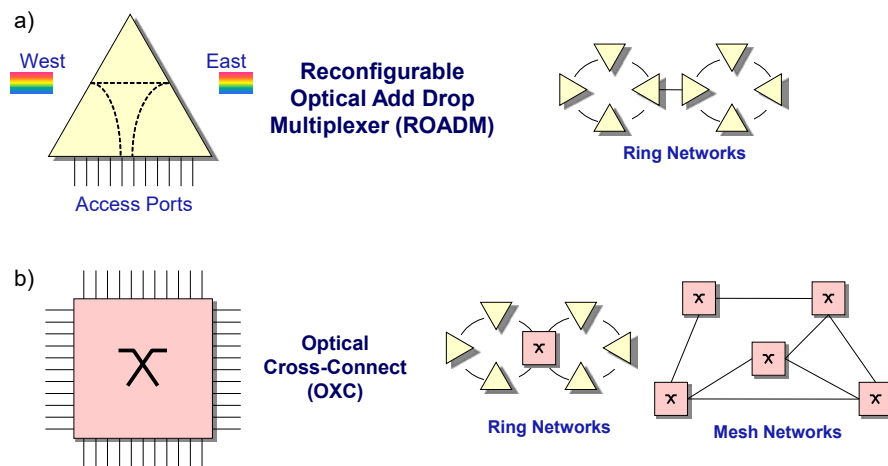 a)
West
East
Reconfigurable
Optical Add Drop
Multiplexer (ROADM)
Ring Networks
Access Ports
b)
Optical
Cross-Connect
(OXC)
Ring Networks
Mesh Networks